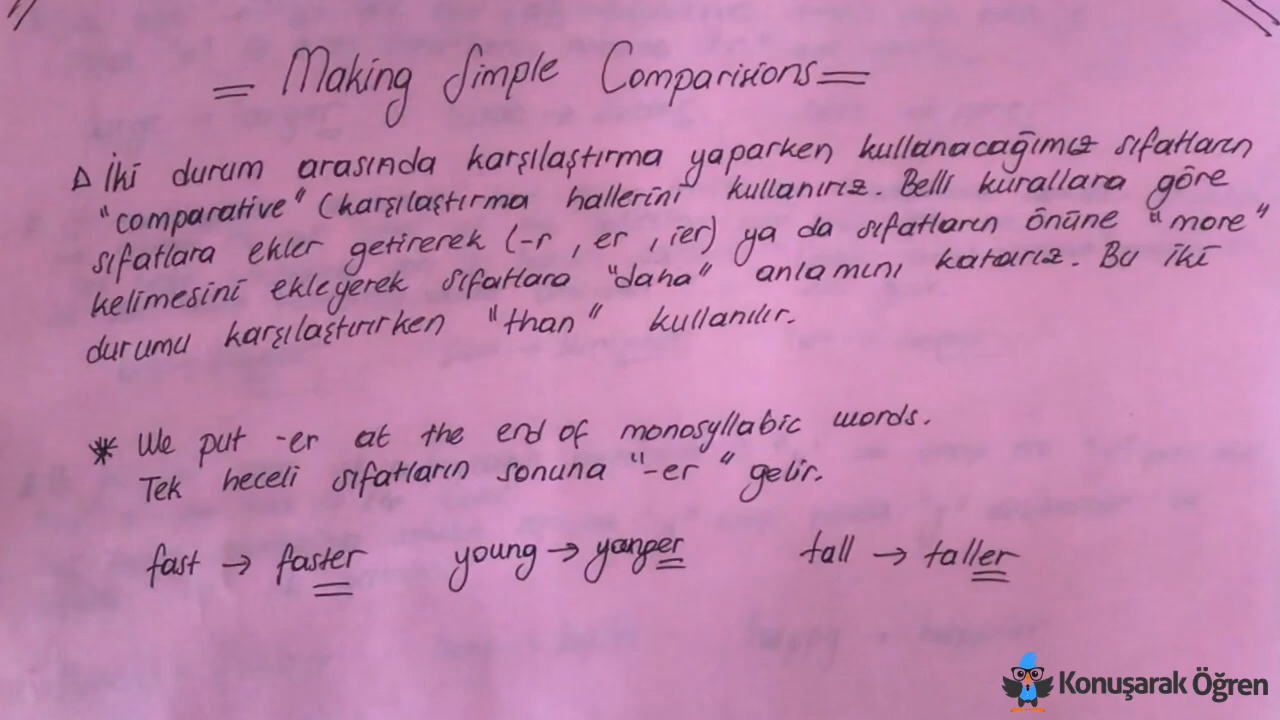 = Making Simple Comparisions =
Δ İki durum arasında karşılaştırma yaparken kullanacağımız sıfatların
"comparative" (karşılaştırma hallerini kullanırız. Belli kurallara göre
sıfatlara ekler getirerek (-r , er , ier) ya da sıfatların önüne "more"
kelimesini ekleyerek sıfatlara "daha" anlamını katarız. Bu iki
durumu karşılaştırırken "than" kullanılır.
* We put -er at the end of monosyllabic words.
Tek heceli sıfatların sonuna "-er" gelir.
fast → faster young → yonger tall → taller
Konuşarak Öğren